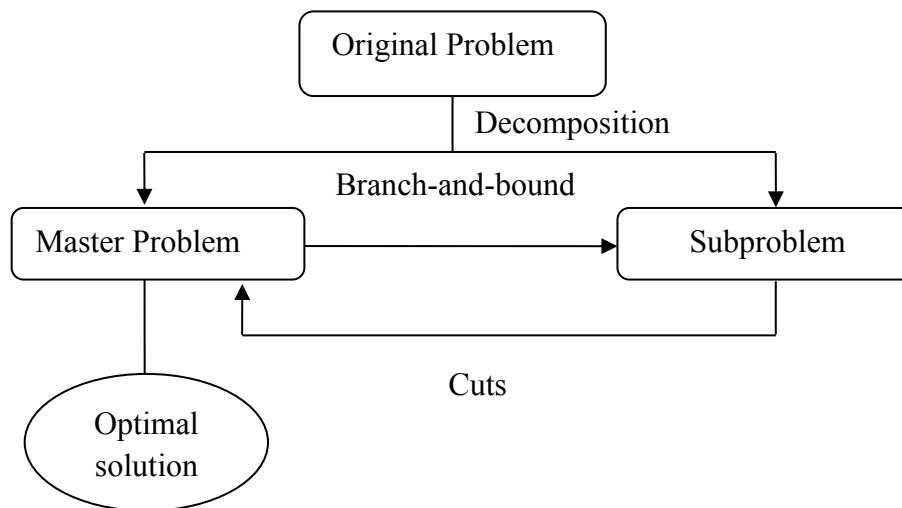 Original Problem
Decomposition
Branch-and-bound
Master Problem
Subproblem
Cuts
Optimal
solution